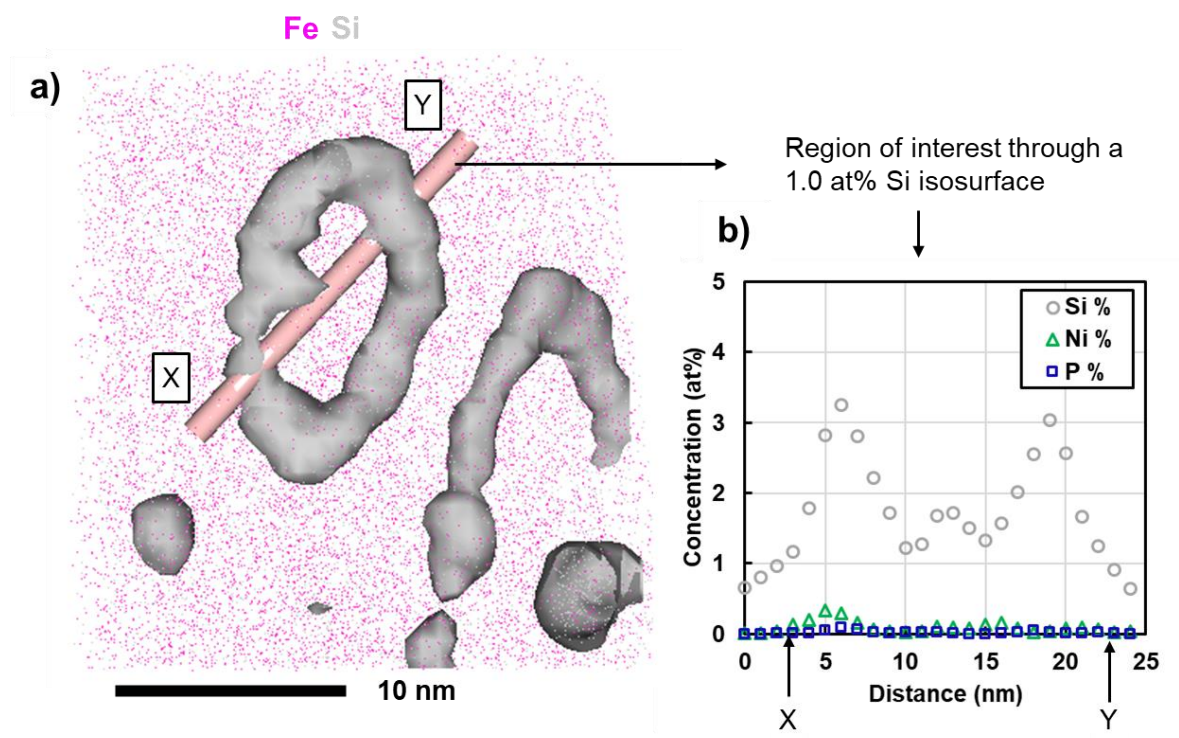 Fe Si
a)
Y
X
10 nm
Region of interest through a
1.0 at% Si isosurface
b)
Concentration (at%)
5
4
3
2
1
0
Si %
Ni %
P %
0 5 10 15 20 25
Distance (nm)
X Y